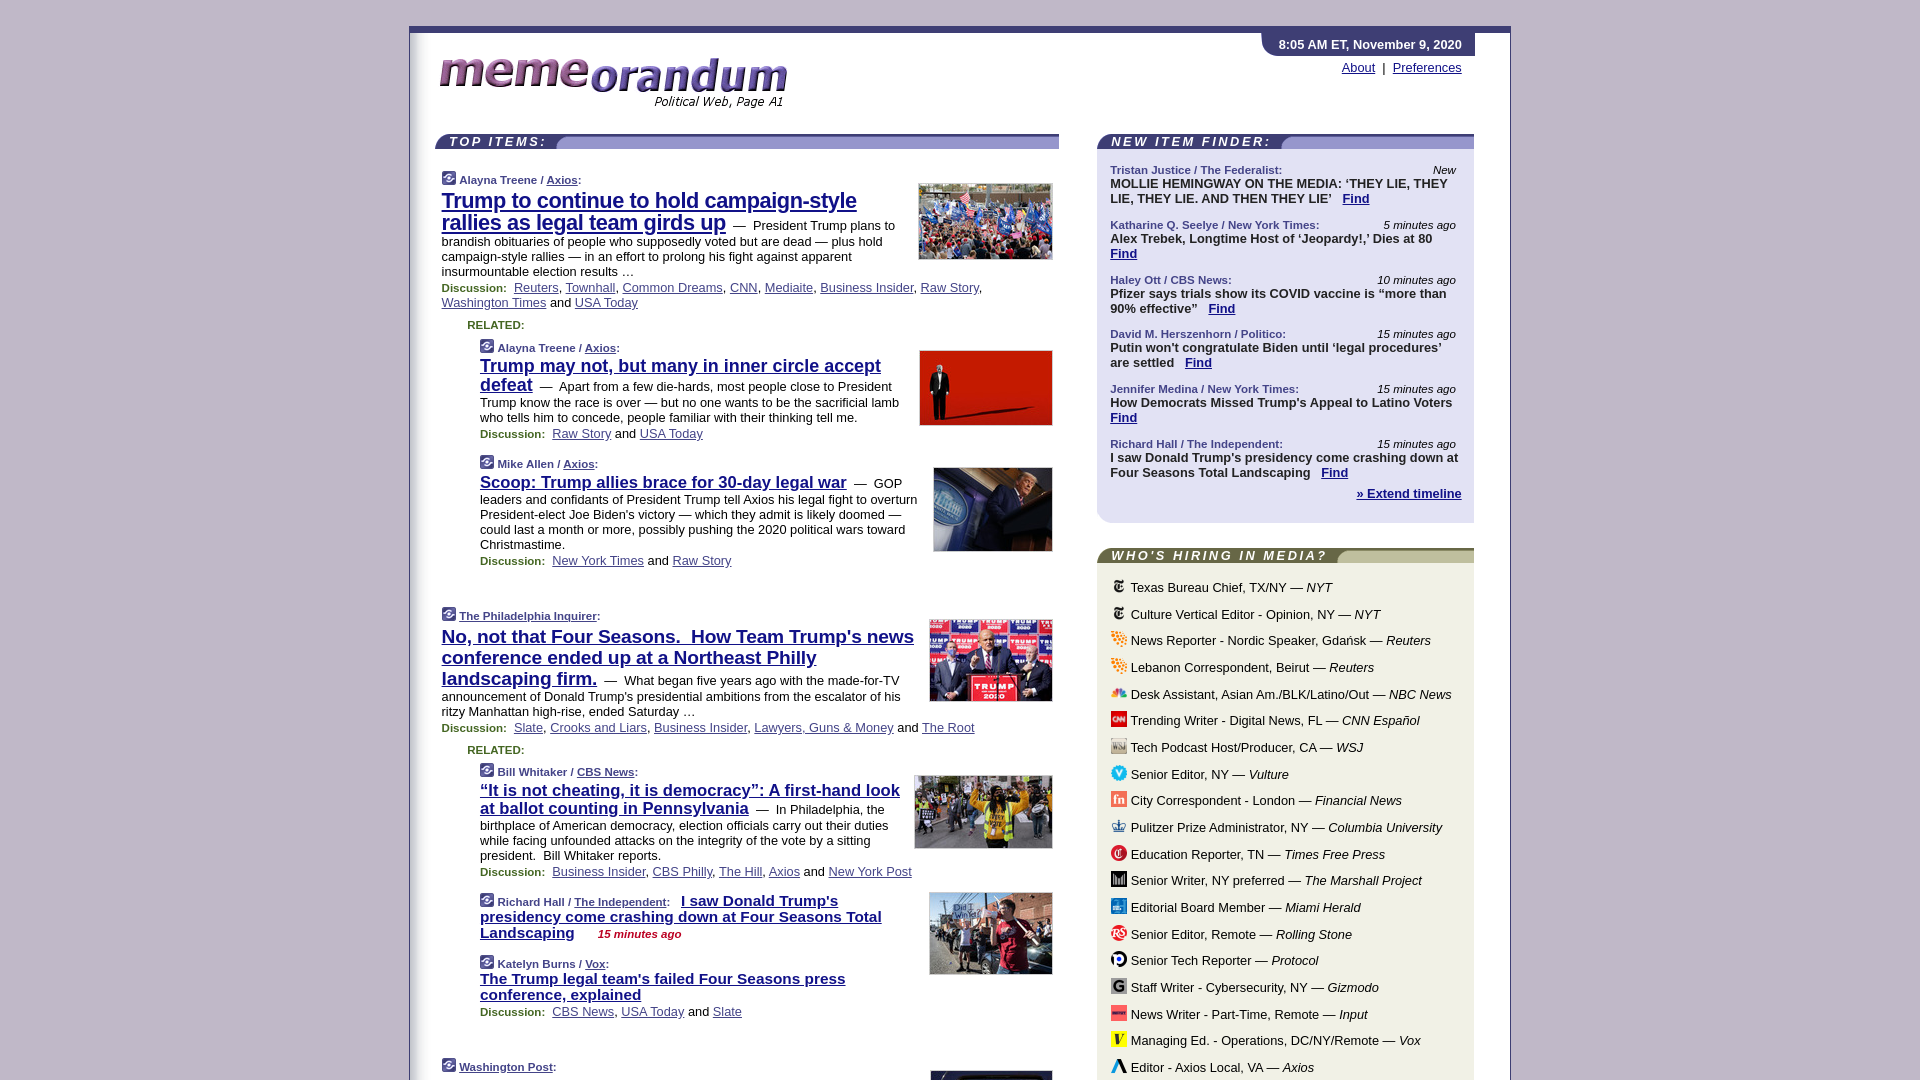 8:05 AM ET, November 9, 2020
About | Preferences
memeorandum
Political Web, Page A1
TOP ITEMS:
Alayna Treene / Axios:
Trump to continue to hold campaign-style
rallies as legal team girds up — President Trump plans to
brandish obituaries of people who supposedly voted but are dead — plus hold
campaign-style rallies — in an effort to prolong his fight against apparent
insurmountable election results …
Discussion: Reuters, Townhall, Common Dreams, CNN, Mediaite, Business Insider, Raw Story,
Washington Times and USA Today
RELATED:
Alayna Treene / Axios:
Trump may not, but many in inner circle accept
defeat — Apart from a few die-hards, most people close to President
Trump know the race is over — but no one wants to be the sacrificial lamb
who tells him to concede, people familiar with their thinking tell me.
Discussion: Raw Story and USA Today
Mike Allen / Axios:
Scoop: Trump allies brace for 30-day legal war — GOP
leaders and confidants of President Trump tell Axios his legal fight to overturn
President-elect Joe Biden's victory — which they admit is likely doomed —
could last a month or more, possibly pushing the 2020 political wars toward
Christmastime.
Discussion: New York Times and Raw Story
The Philadelphia Inquirer:
No, not that Four Seasons. How Team Trump's news
conference ended up at a Northeast Philly
landscaping firm. — What began five years ago with the made-for-TV
announcement of Donald Trump's presidential ambitions from the escalator of his
ritzy Manhattan high-rise, ended Saturday …
Discussion: Slate, Crooks and Liars, Business Insider, Lawyers, Guns & Money and The Root
TRUMP
2020
RELATED:
Bill Whitaker / CBS News:
“It is not cheating, it is democracy”: A first-hand look
at ballot counting in Pennsylvania — In Philadelphia, the
birthplace of American democracy, election officials carry out their duties
while facing unfounded attacks on the integrity of the vote by a sitting
president. Bill Whitaker reports.
Discussion: Business Insider, CBS Philly, The Hill, Axios and New York Post
Richard Hall / The Independent: I saw Donald Trump's
presidency come crashing down at Four Seasons Total
Landscaping 15 minutes ago
Katelyn Burns / Vox:
The Trump legal team's failed Four Seasons press
conference, explained
Discussion: CBS News, USA Today and Slate
Washington Post:
NEW ITEM FINDER:
Tristan Justice / The Federalist: New
MOLLIE HEMINGWAY ON THE MEDIA: ‘THEY LIE, THEY
LIE, THEY LIE. AND THEN THEY LIE’ Find
Katharine Q. Seelye / New York Times: 5 minutes ago
Alex Trebek, Longtime Host of ‘Jeopardy!,’ Dies at 80
Find
Haley Ott / CBS News: 10 minutes ago
Pfizer says trials show its COVID vaccine is “more than
90% effective” Find
David M. Herszenhorn / Politico: 15 minutes ago
Putin won't congratulate Biden until ‘legal procedures’
are settled Find
Jennifer Medina / New York Times: 15 minutes ago
How Democrats Missed Trump's Appeal to Latino Voters
Find
Richard Hall / The Independent: 15 minutes ago
I saw Donald Trump's presidency come crashing down at
Four Seasons Total Landscaping Find
» Extend timeline
WHO'S HIRING IN MEDIA?
Texas Bureau Chief, TX/NY — NYT
Culture Vertical Editor - Opinion, NY — NYT
News Reporter - Nordic Speaker, Gdańsk — Reuters
Lebanon Correspondent, Beirut — Reuters
Desk Assistant, Asian Am./BLK/Latino/Out — NBC News
Trending Writer - Digital News, FL — CNN Español
Tech Podcast Host/Producer, CA — WSJ
Senior Editor, NY — Vulture
City Correspondent - London — Financial News
Pulitzer Prize Administrator, NY — Columbia University
Education Reporter, TN — Times Free Press
Senior Writer, NY preferred — The Marshall Project
Editorial Board Member — Miami Herald
Senior Editor, Remote — Rolling Stone
Senior Tech Reporter — Protocol
Staff Writer - Cybersecurity, NY — Gizmodo
News Writer - Part-Time, Remote — Input
Managing Ed. - Operations, DC/NY/Remote — Vox
Editor - Axios Local, VA — Axios